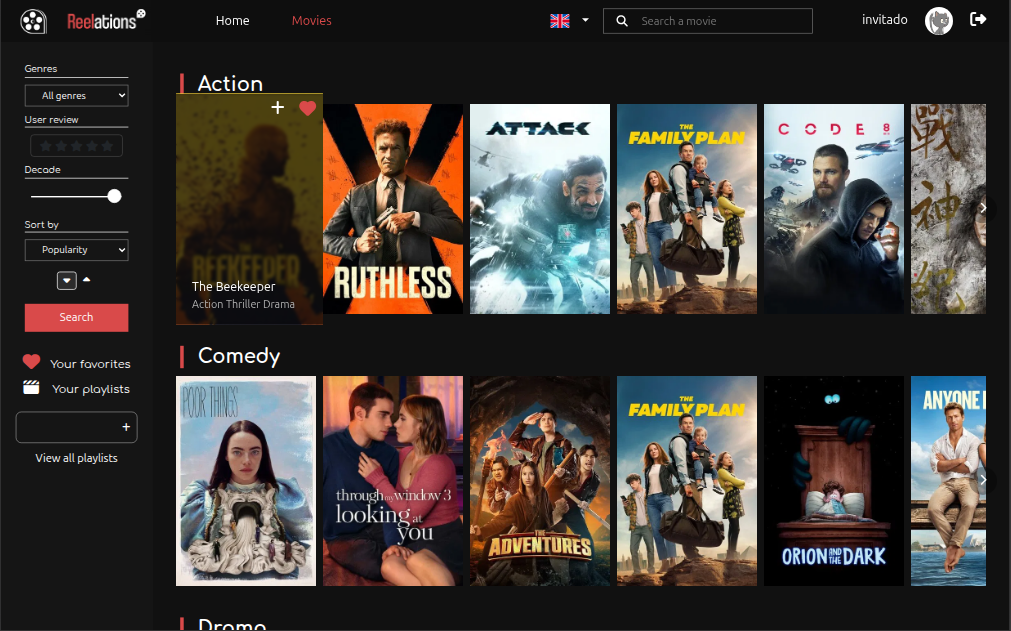 Reelations
Home
Movies
Search a movie
invitado
Genres
All genres
User review
Decade
Sort by
Popularity
Search
Your favorites
Your playlists
+
View all playlists
Action
+
BEEKEEPER
The Beekeeper
Action Thriller Drama
RUTHLESS
ATTACK
THE
FAMILY PLAN
CODE 8
戰
神
Comedy
POOR THINGS
through my window 3
looking at
you
THE
ADVENTURES
THE
FAMILY PLAN
ORION AND THE DARK
ANYONE
Drama